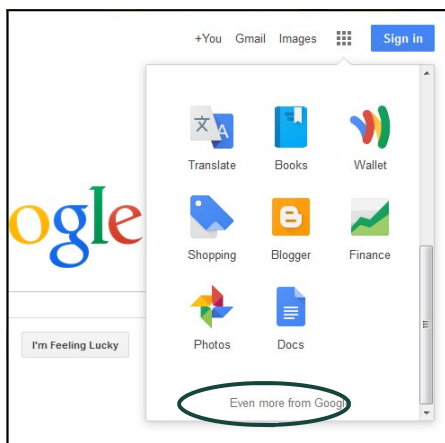 +You Gmail Images Sign in
Translate Books Wallet
ogle
Shopping Blogger Finance
I'm Feeling Lucky
Photos Docs
Even more from Google